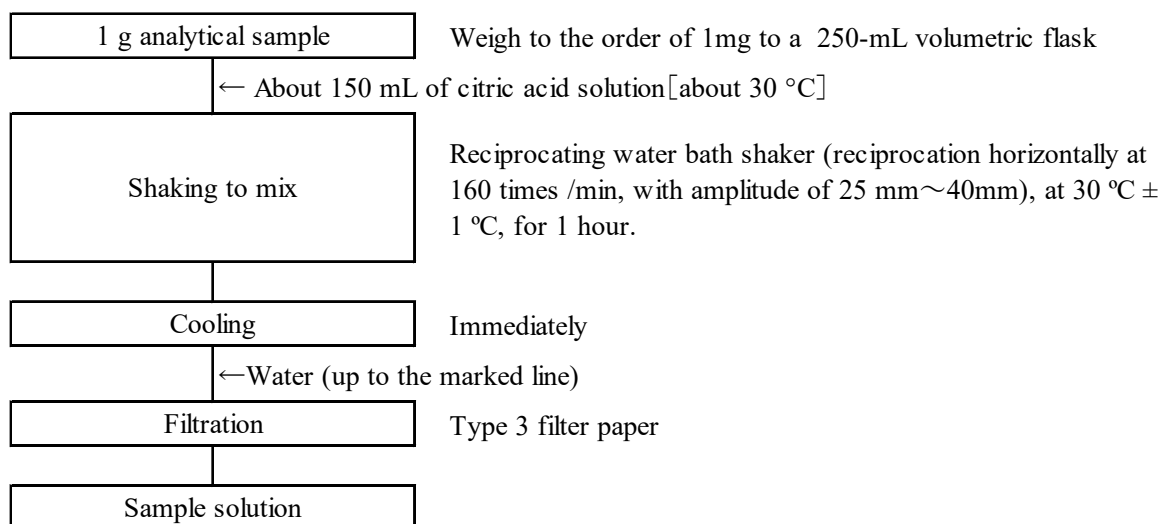 1 g analytical sample
Weigh to the order of 1mg to a 250-mL volumetric flask
← About 150 mL of citric acid solution[about 30 °C]
Shaking to mix
Reciprocating water bath shaker (reciprocation horizontally at
160 times /min, with amplitude of 25 mm~40mm), at 30 ºC ±
1 ºC, for 1 hour.
Cooling
Immediately
←Water (up to the marked line)
Filtration
Type 3 filter paper
Sample solution